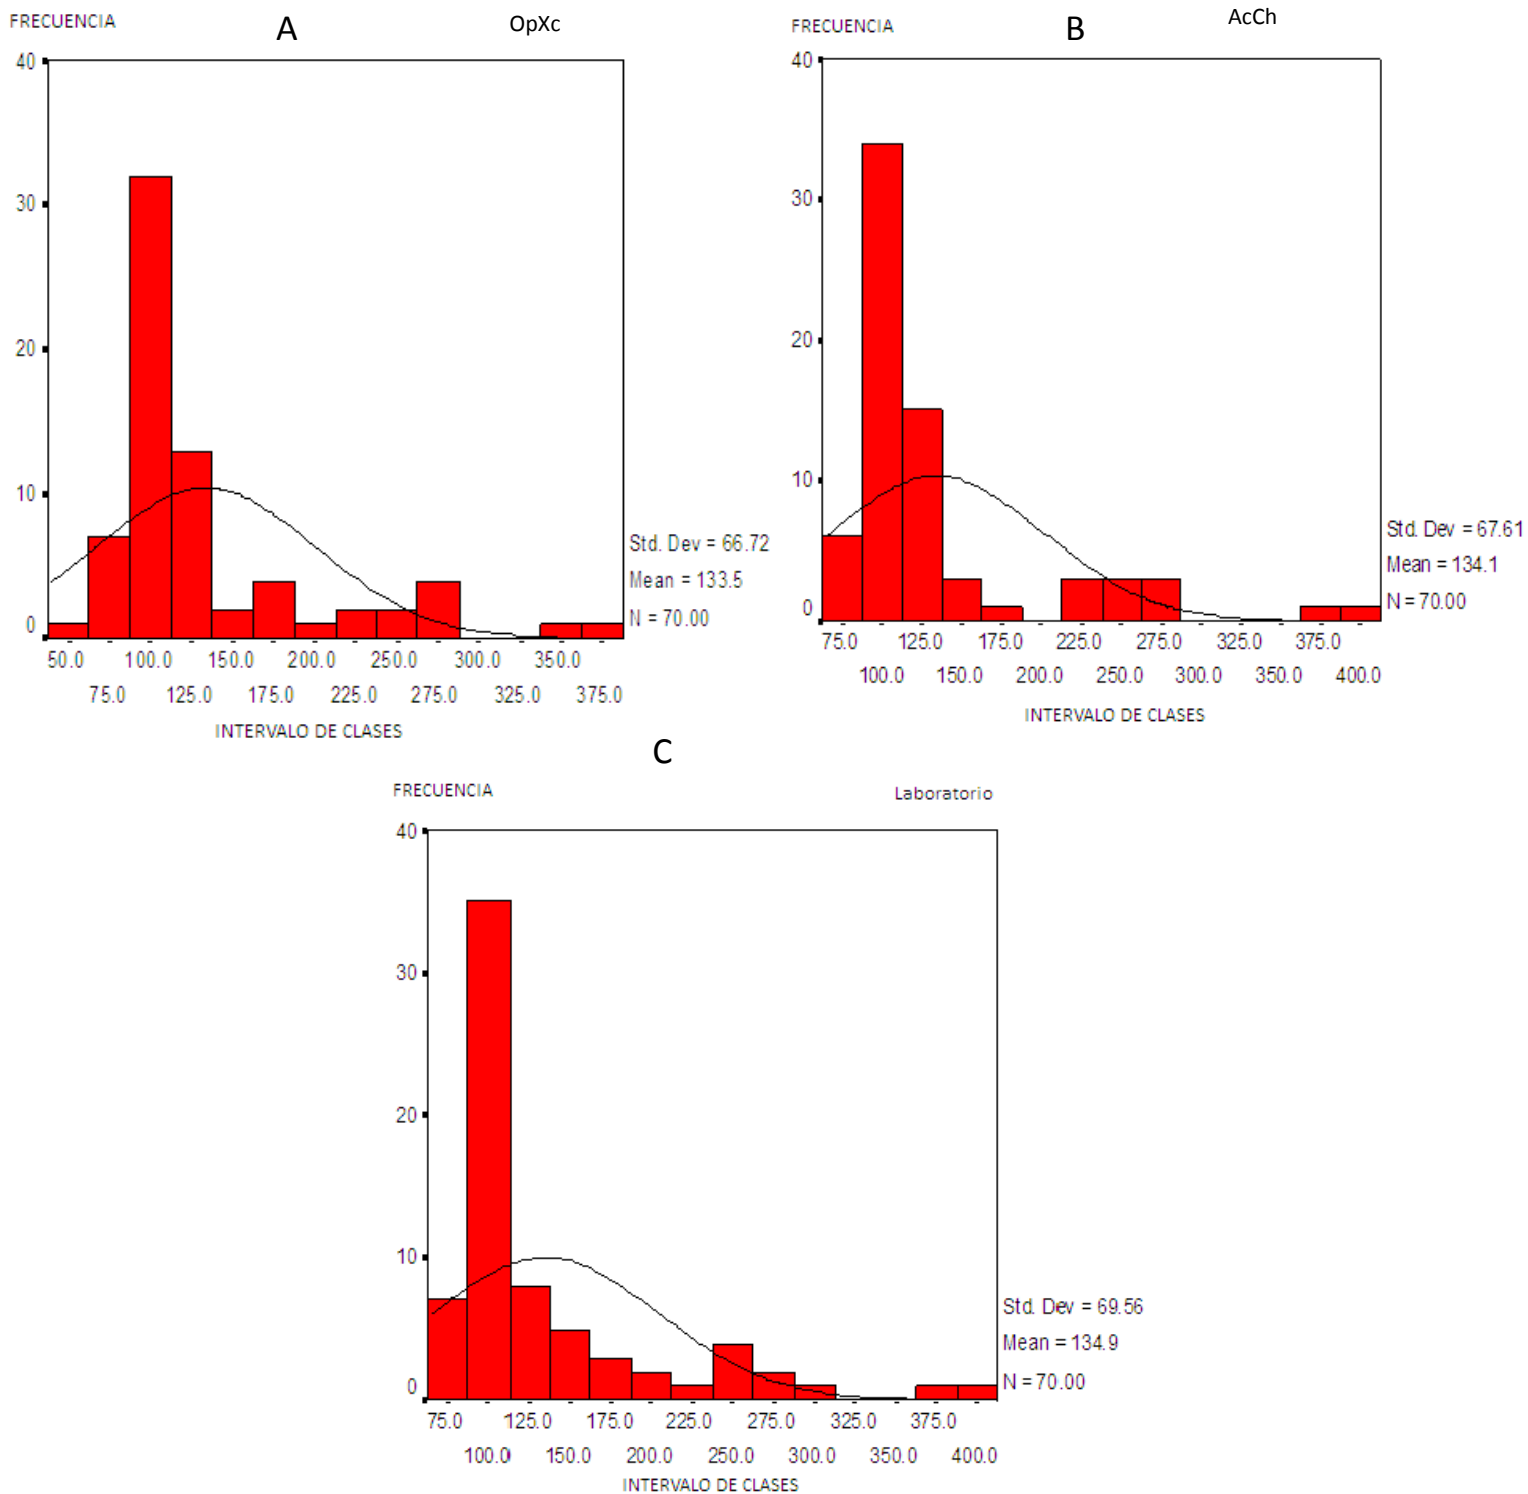 FRECUENCIA
A
OpXc
40
30
20
10
0
50.0 100.0 150.0 200.0 250.0 300.0 350.0
75.0 125.0 175.0 225.0 275.0 325.0 375.0
INTERVALO DE CLASES
Std. Dev = 66.72
Mean = 133.5
N = 70.00
FRECUENCIA
B
AcCh
40
30
20
10
0
75.0 125.0 175.0 225.0 275.0 325.0 375.0
100.0 150.0 200.0 250.0 300.0 350.0 400.0
INTERVALO DE CLASES
Std. Dev = 67.61
Mean = 134.1
N = 70.00
C
FRECUENCIA
Laboratorio
40
30
20
10
0
75.0 125.0 175.0 225.0 275.0 325.0 375.0
100.0 150.0 200.0 250.0 300.0 350.0 400.0
INTERVALO DE CLASES
Std. Dev = 69.56
Mean = 134.9
N = 70.00